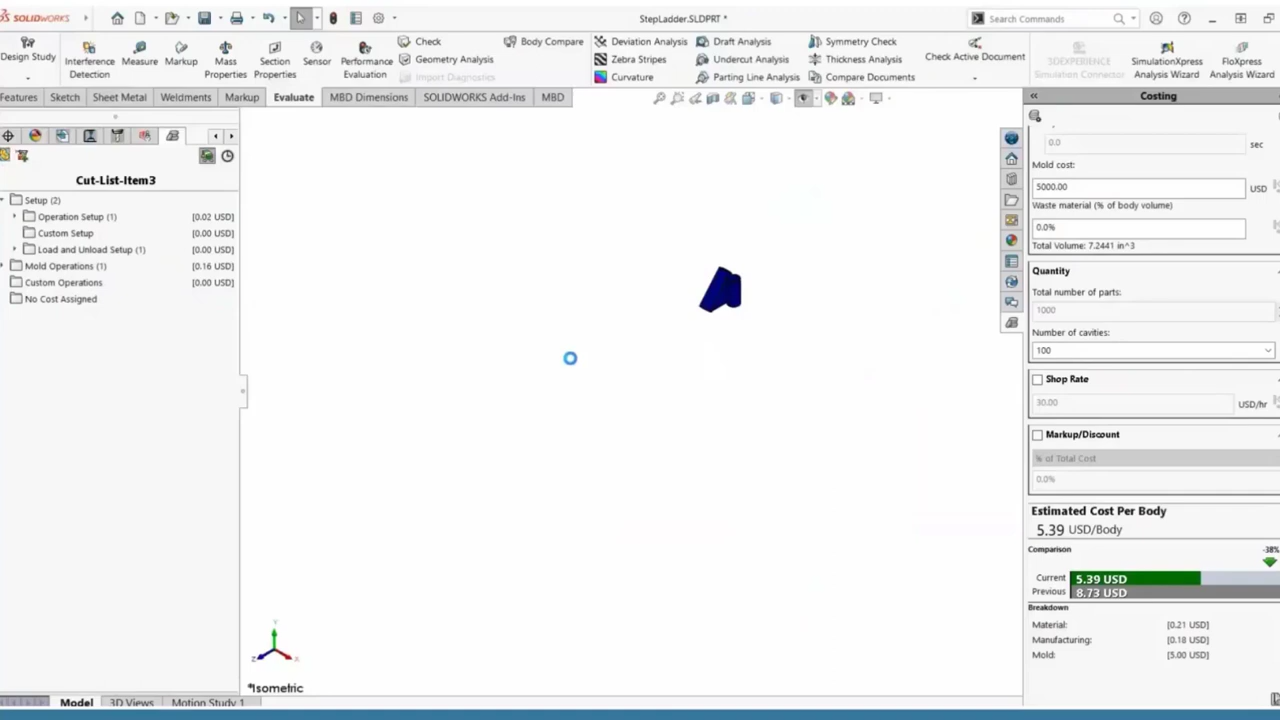 SOLIDWORKS
StepLadder.SLDPRT *
Search Commands
Design Study
Interference Detection
Measure
Markup
Mass Properties
Section Properties
Sensor
Performance Evaluation
Check
Geometry Analysis
Import Diagnostics
Body Compare
Deviation Analysis
Zebra Stripes
Curvature
Draft Analysis
Undercut Analysis
Parting Line Analysis
Symmetry Check
Thickness Analysis
Compare Documents
Check Active Document
3DEXPERIENCE Simulation Connector
SimulationXpress Analysis Wizard
FloXpress Analysis Wizard
Features
Sketch
Sheet Metal
Weldments
Markup
Evaluate
MBD Dimensions
SOLIDWORKS Add-Ins
MBD
Cut-List-Item3
Setup (2)
Operation Setup (1) [0.02 USD]
Custom Setup [0.00 USD]
Load and Unload Setup (1) [0.00 USD]
Mold Operations (1) [0.16 USD]
Custom Operations [0.00 USD]
No Cost Assigned
Y
Z
X
*Isometric
Costing
0.0 sec
Mold cost:
5000.00 USD
Waste material (% of body volume)
0.0%
Total Volume: 7.2441 in^3
Quantity
Total number of parts:
1000
Number of cavities:
100
Shop Rate
30.00 USD/hr
Markup/Discount
% of Total Cost
0.0%
Estimated Cost Per Body
5.39 USD/Body
Comparison -38%
Current 5.39 USD
Previous 8.73 USD
Breakdown
Material: [0.21 USD]
Manufacturing: [0.18 USD]
Mold: [5.00 USD]
Model
3D Views
Motion Study 1